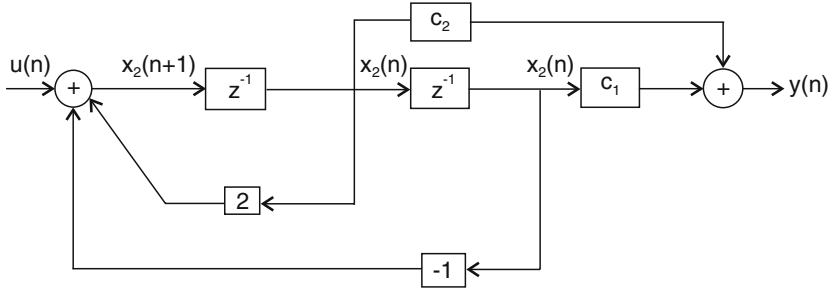 c₂
u(n)
x₂(n+1)
x₂(n)
x₂(n)
+
z⁻¹
z⁻¹
c₁
+
y(n)
2
-1